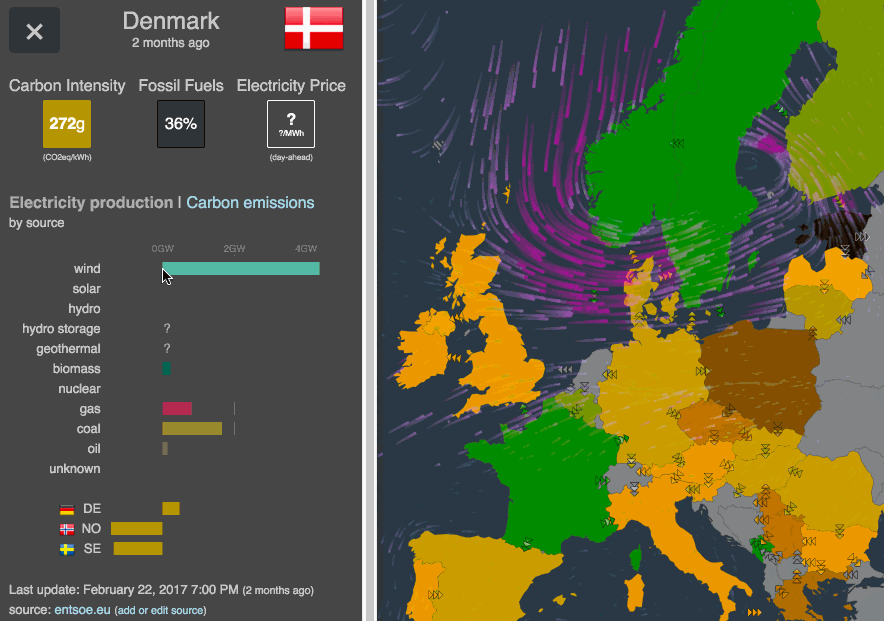 Denmark
2 months ago
Carbon Intensity Fossil Fuels Electricity Price
272g 36% ?
?/MWh
(CO2eq/kWh) (day-ahead)
Electricity production | Carbon emissions
by source
0GW 2GW 4GW
wind
solar
hydro
hydro storage ?
geothermal ?
biomass
nuclear
gas
coal
oil
unknown
DE
NO
SE
Last update: February 22, 2017 7:00 PM (2 months ago)
source: entsoe.eu (add or edit source)